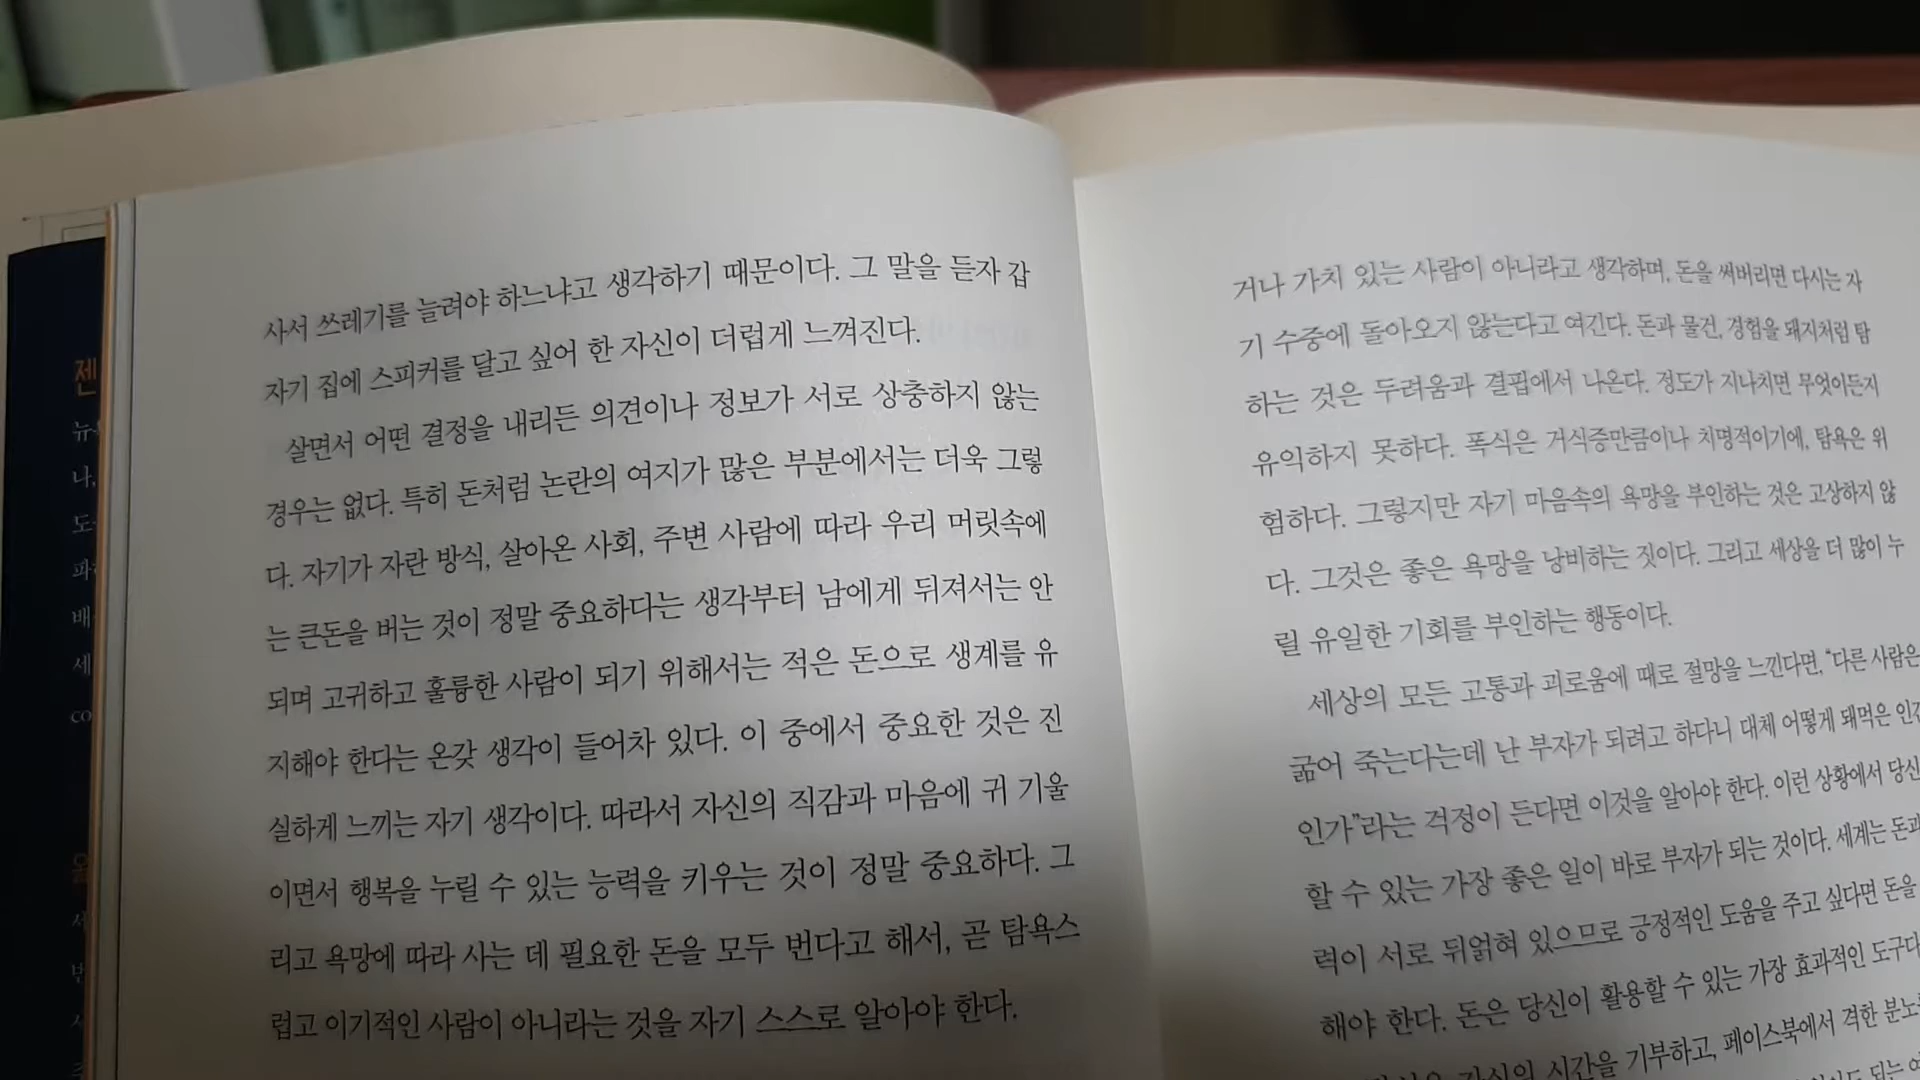 사서 쓰레기를 늘려야 하느냐고 생각하기 때문이다. 그 말을 듣자 갑
자기 집에 스피커를 달고 싶어 한 자신이 더럽게 느껴진다.
살면서 어떤 결정을 내리든 의견이나 정보가 서로 상충하지 않는
경우는 없다. 특히 돈처럼 논란의 여지가 많은 부분에서는 더욱 그렇
다. 자기가 자란 방식, 살아온 사회, 주변 사람에 따라 우리 머릿속에
는 큰돈을 버는 것이 정말 중요하다는 생각부터 남에게 뒤져서는 안
되며 고귀하고 훌륭한 사람이 되기 위해서는 적은 돈으로 생계를 유
지해야 한다는 온갖 생각이 들어차 있다. 이 중에서 중요한 것은 진
실하게 느끼는 자기 생각이다. 따라서 자신의 직감과 마음에 귀 기울
이면서 행복을 누릴 수 있는 능력을 키우는 것이 정말 중요하다. 그
리고 욕망에 따라 사는 데 필요한 돈을 모두 번다고 해서, 곧 탐욕스
럽고 이기적인 사람이 아니라는 것을 자기 스스로 알아야 한다.
거나 가치 있는 사람이 아니라고 생각하며, 돈을 써버리면 다시는 자
기 수중에 돌아오지 않는다고 여긴다. 돈과 물건, 경험을 돼지처럼 탐
하는 것은 두려움과 결핍에서 나온다. 정도가 지나치면 무엇이든지
유익하지 못하다. 폭식은 거식증만큼이나 치명적이기에, 탐욕은 위
험하다. 그렇지만 자기 마음속의 욕망을 부인하는 것은 고상하지 않
다. 그것은 좋은 욕망을 낭비하는 짓이다. 그리고 세상을 더 많이 누
릴 유일한 기회를 부인하는 행동이다.
세상의 모든 고통과 괴로움에 때로 절망을 느낀다면, “다른 사람은
굶어 죽는다는데 난 부자가 되려고 하다니 대체 어떻게 돼먹은 인간
인가”라는 걱정이 든다면 이것을 알아야 한다. 이런 상황에서 당신
할 수 있는 가장 좋은 일이 바로 부자가 되는 것이다. 세계는 돈과
력이 서로 뒤얽혀 있으므로 긍정적인 도움을 주고 싶다면 돈을
해야 한다. 돈은 당신이 활용할 수 있는 가장 효과적인 도구다
자신의 시간을 기부하고, 페이스북에서 격한 분노
젠
나,
배
세
co